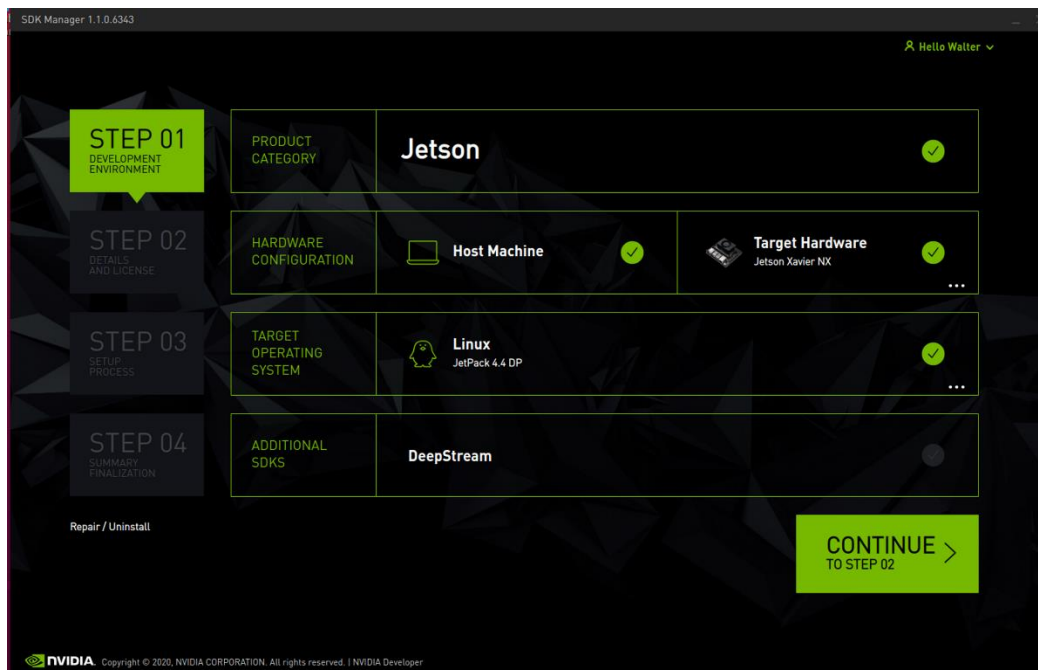 SDK Manager 1.1.0.6343
Hello Walter
STEP 01
DEVELOPMENT
ENVIRONMENT
PRODUCT
CATEGORY
Jetson
STEP 02
DETAILS
AND LICENSE
HARDWARE
CONFIGURATION
Host Machine
Target Hardware
Jetson Xavier NX
...
STEP 03
SETUP
PROCESS
TARGET
OPERATING
SYSTEM
Linux
JetPack 4.4 DP
...
STEP 04
SUMMARY
FINALIZATION
ADDITIONAL
SDKS
DeepStream
Repair / Uninstall
CONTINUE
TO STEP 02
NVIDIA. Copyright © 2020, NVIDIA CORPORATION. All rights reserved. | NVIDIA Developer